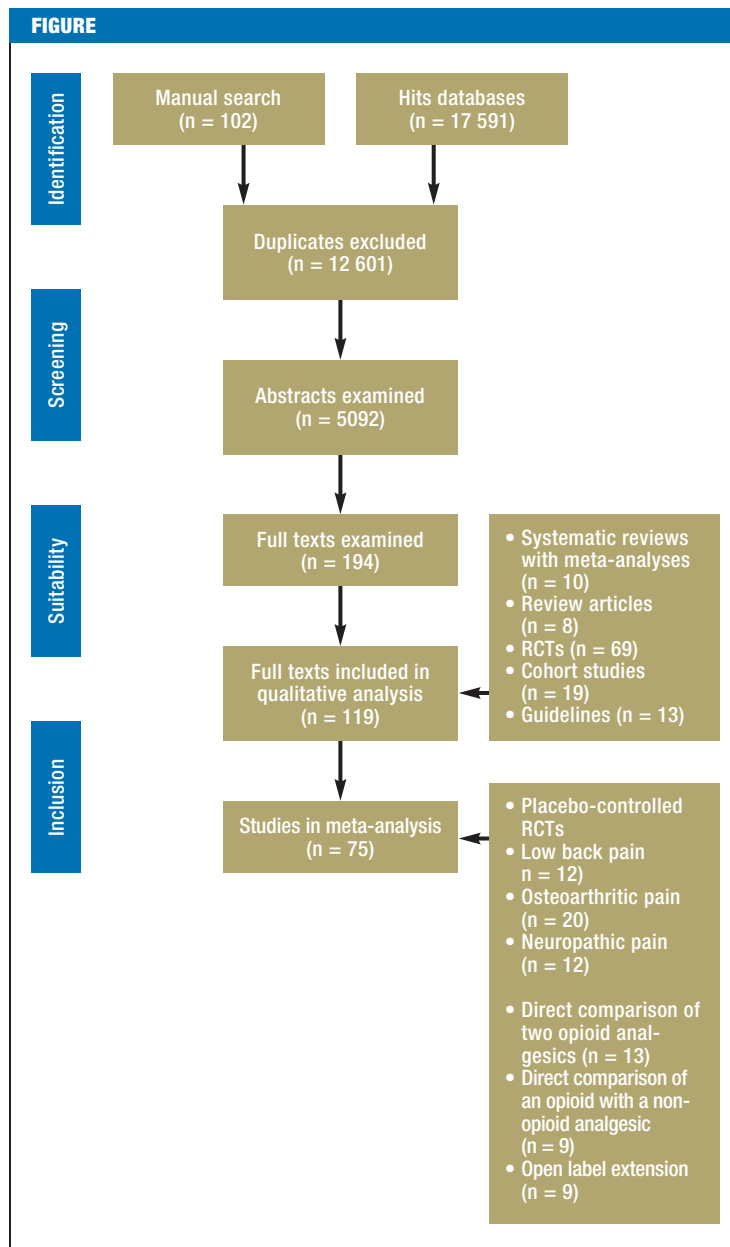 FIGURE
Identification
Manual search
(n = 102)
Hits databases
(n = 17 591)
Duplicates excluded
(n = 12 601)
Screening
Abstracts examined
(n = 5092)
Suitability
Full texts examined
(n = 194)
• Systematic reviews
with meta-analyses
(n = 10)
• Review articles
(n = 8)
• RCTs (n = 69)
• Cohort studies
(n = 19)
• Guidelines (n = 13)
Full texts included in
qualitative analysis
(n = 119)
Inclusion
Studies in meta-analysis
(n = 75)
• Placebo-controlled
RCTs
• Low back pain
n = 12)
• Osteoarthritic pain
(n = 20)
• Neuropathic pain
(n = 12)
• Direct comparison of
two opioid anal-
gesics (n = 13)
• Direct comparison of
an opioid with a non-
opioid analgesic
(n = 9)
• Open label extension
(n = 9)